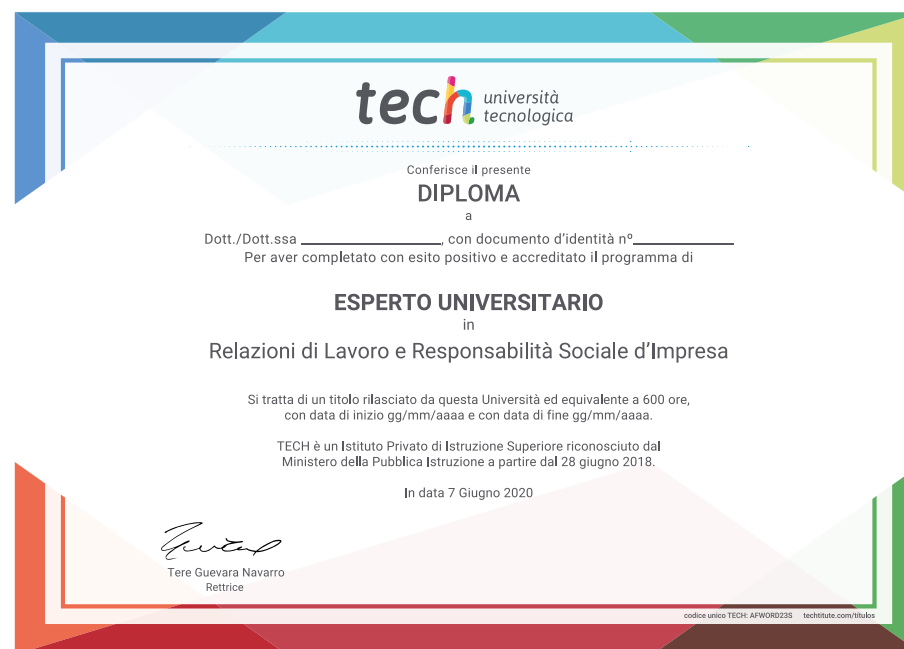 tech università
tecnologica
Conferisce il presente
DIPLOMA
a
Dott./Dott.ssa ____________________, con documento d'identità nº______________
Per aver completato con esito positivo e accreditato il programma di
ESPERTO UNIVERSITARIO
in
Relazioni di Lavoro e Responsabilità Sociale d'Impresa
Si tratta di un titolo rilasciato da questa Università ed equivalente a 600 ore,
con data di inizio gg/mm/aaaa e con data di fine gg/mm/aaaa.
TECH è un Istituto Privato di Istruzione Superiore riconosciuto dal
Ministero della Pubblica Istruzione a partire dal 28 giugno 2018.
In data 7 Giugno 2020
Tere Guevara Navarro
Rettrice
codice unico TECH: AFWORD23S techtitute.com/titulos